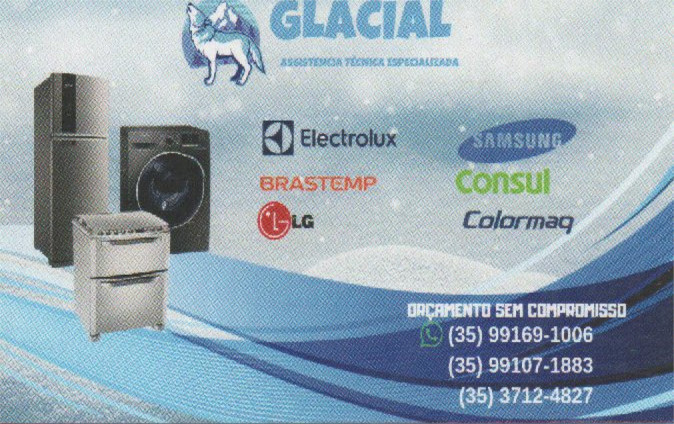 GLACIAL
ASSISTENCIA TÉCNICA ESPECIALIZADA
Electrolux
SAMSUNG
BRASTEMP
Consul
LG
Colormaq
ORÇAMENTO SEM COMPROMISSO
(35) 99169-1006
(35) 99107-1883
(35) 3712-4827